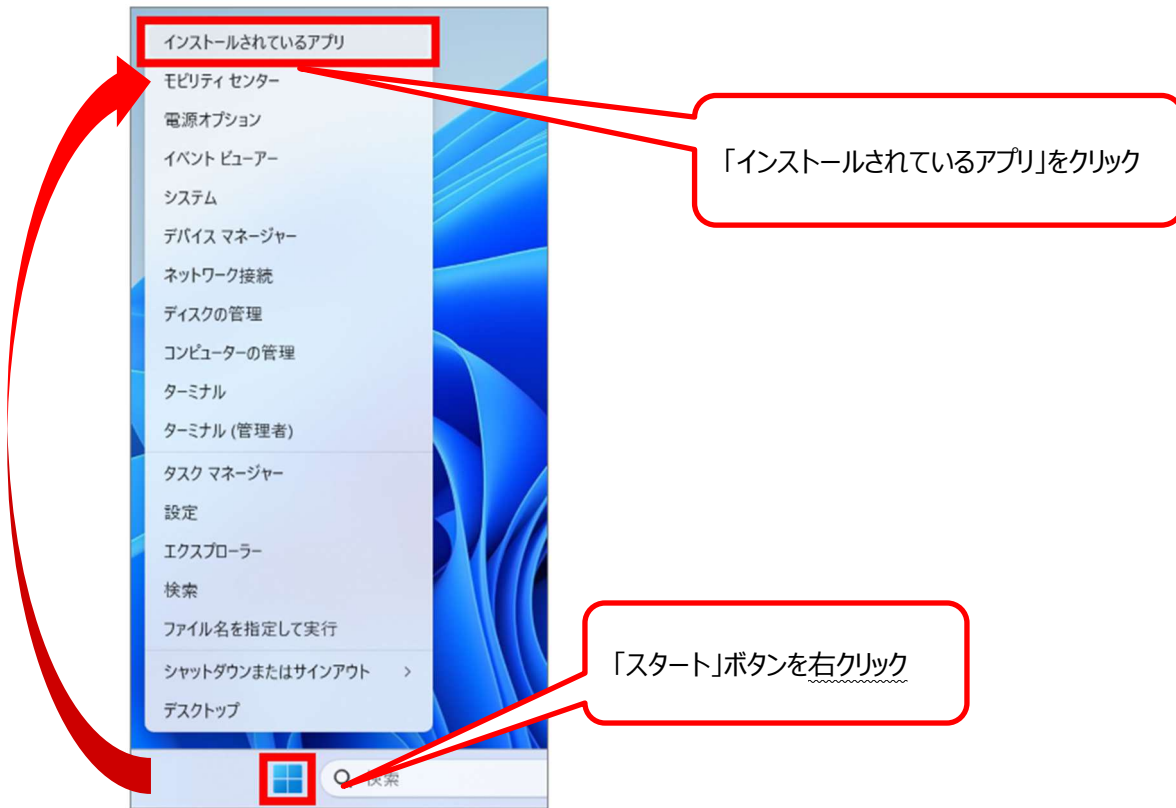 インストールされているアプリ
モビリティ センター
電源オプション
イベント ビューアー
システム
デバイス マネージャー
ネットワーク接続
ディスクの管理
コンピューターの管理
ターミナル
ターミナル (管理者)
タスク マネージャー
設定
エクスプローラー
検索
ファイル名を指定して実行
シャットダウンまたはサインアウト
デスクトップ
検索
「インストールされているアプリ」をクリック
「スタート」ボタンを右クリック